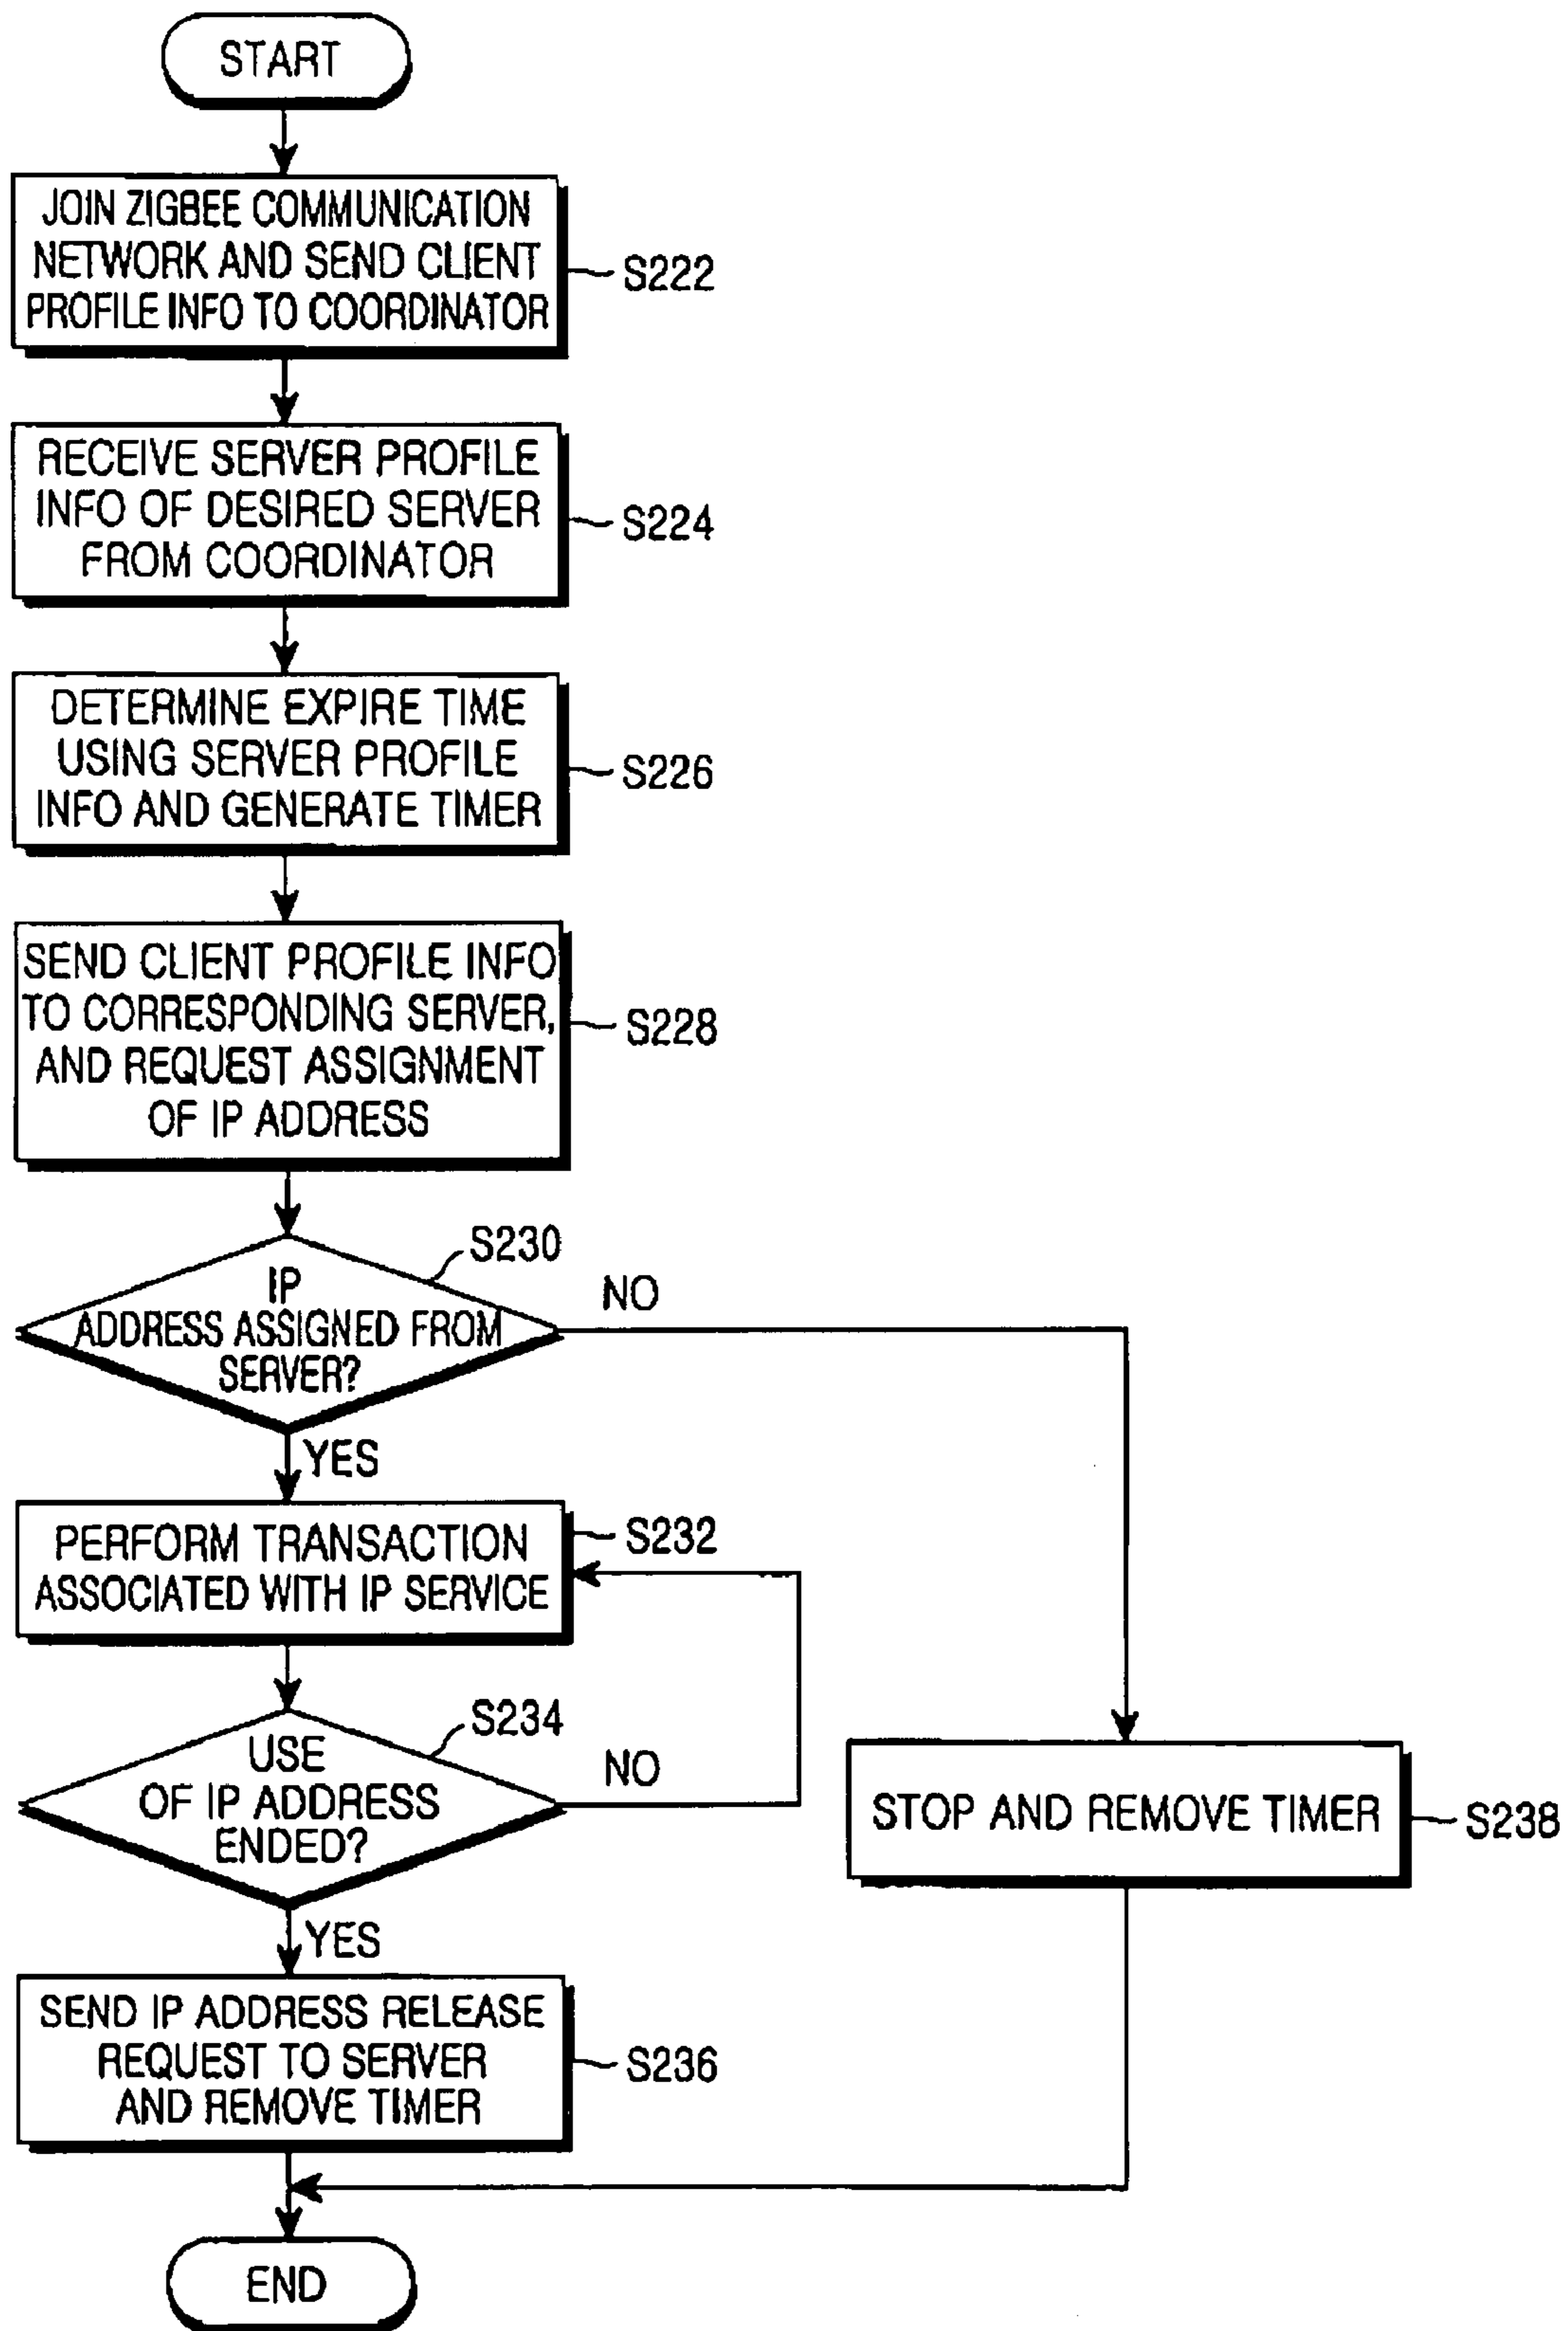 START
JOIN ZIGBEE COMMUNICATION
NETWORK AND SEND CLIENT
PROFILE INFO TO COORDINATOR
S222
RECEIVE SERVER PROFILE
INFO OF DESIRED SERVER
FROM COORDINATOR
S224
DETERMINE EXPIRE TIME
USING SERVER PROFILE
INFO AND GENERATE TIMER
S226
SEND CLIENT PROFILE INFO
TO CORRESPONDING SERVER,
AND REQUEST ASSIGNMENT
OF IP ADDRESS
S228
S230
IP
ADDRESS ASSIGNED FROM
SERVER?
NO
YES
PERFORM TRANSACTION
ASSOCIATED WITH IP SERVICE
S232
S234
USE
OF IP ADDRESS
ENDED?
NO
STOP AND REMOVE TIMER
S238
YES
SEND IP ADDRESS RELEASE
REQUEST TO SERVER
AND REMOVE TIMER
S236
END